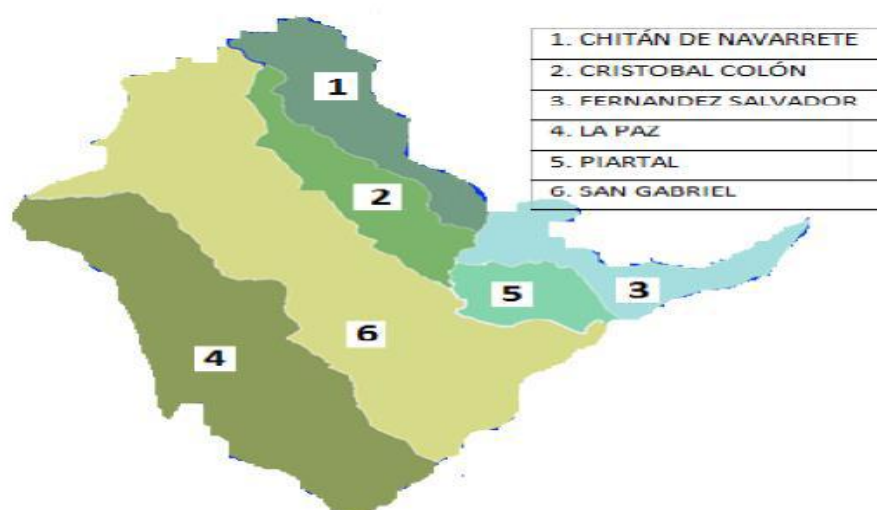 1. CHITÁN DE NAVARRETE
2. CRISTOBAL COLÓN
3. FERNANDEZ SALVADOR
4. LA PAZ
5. PIARTAL
6. SAN GABRIEL
1
2
3
5
6
4